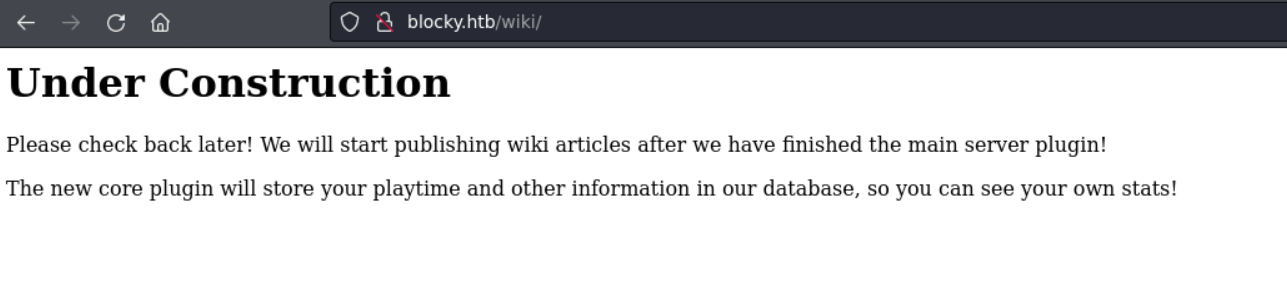 blocky.htb/wiki/
Under Construction
Please check back later! We will start publishing wiki articles after we have finished the main server plugin!
The new core plugin will store your playtime and other information in our database, so you can see your own stats!